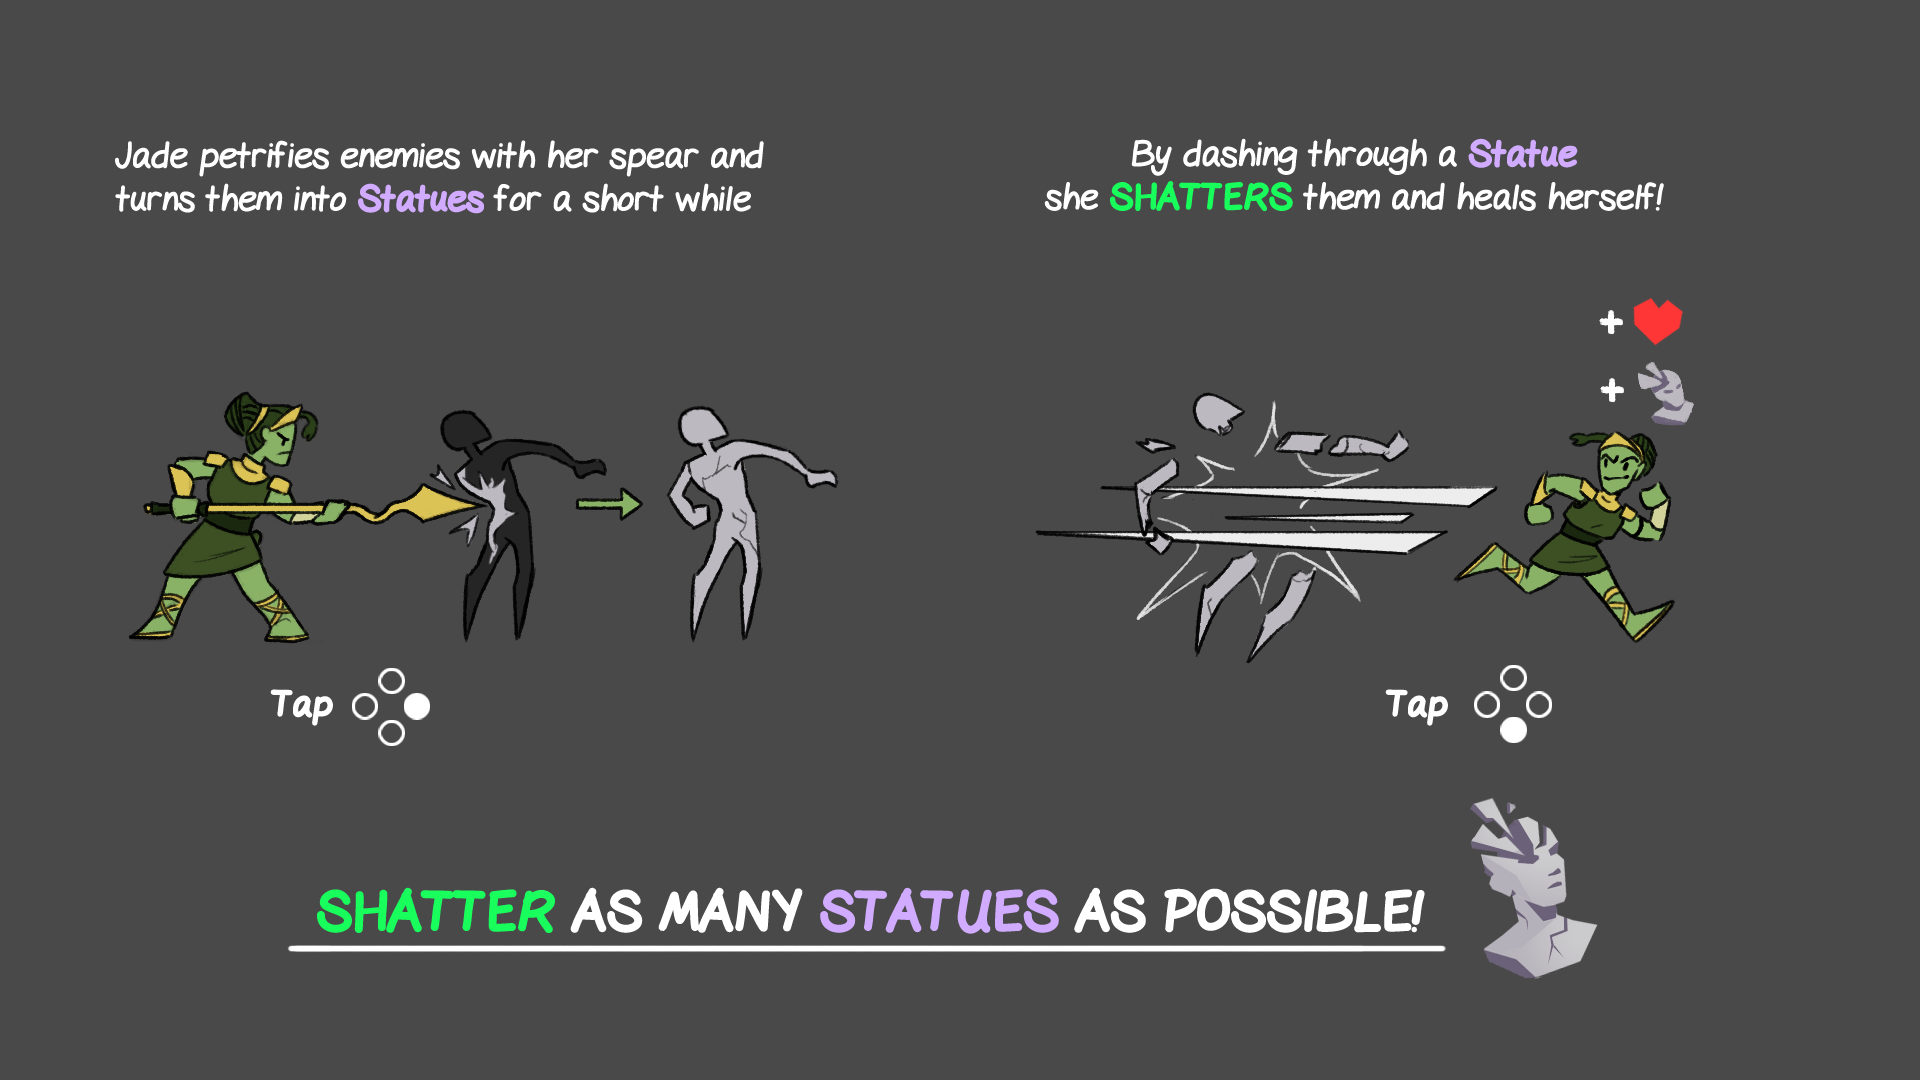 Jade petrifies enemies with her spear and
turns them into Statues for a short while
By dashing through a Statue
she SHATTERS them and heals herself!
+
+
Tap
Tap
SHATTER AS MANY STATUES AS POSSIBLE!